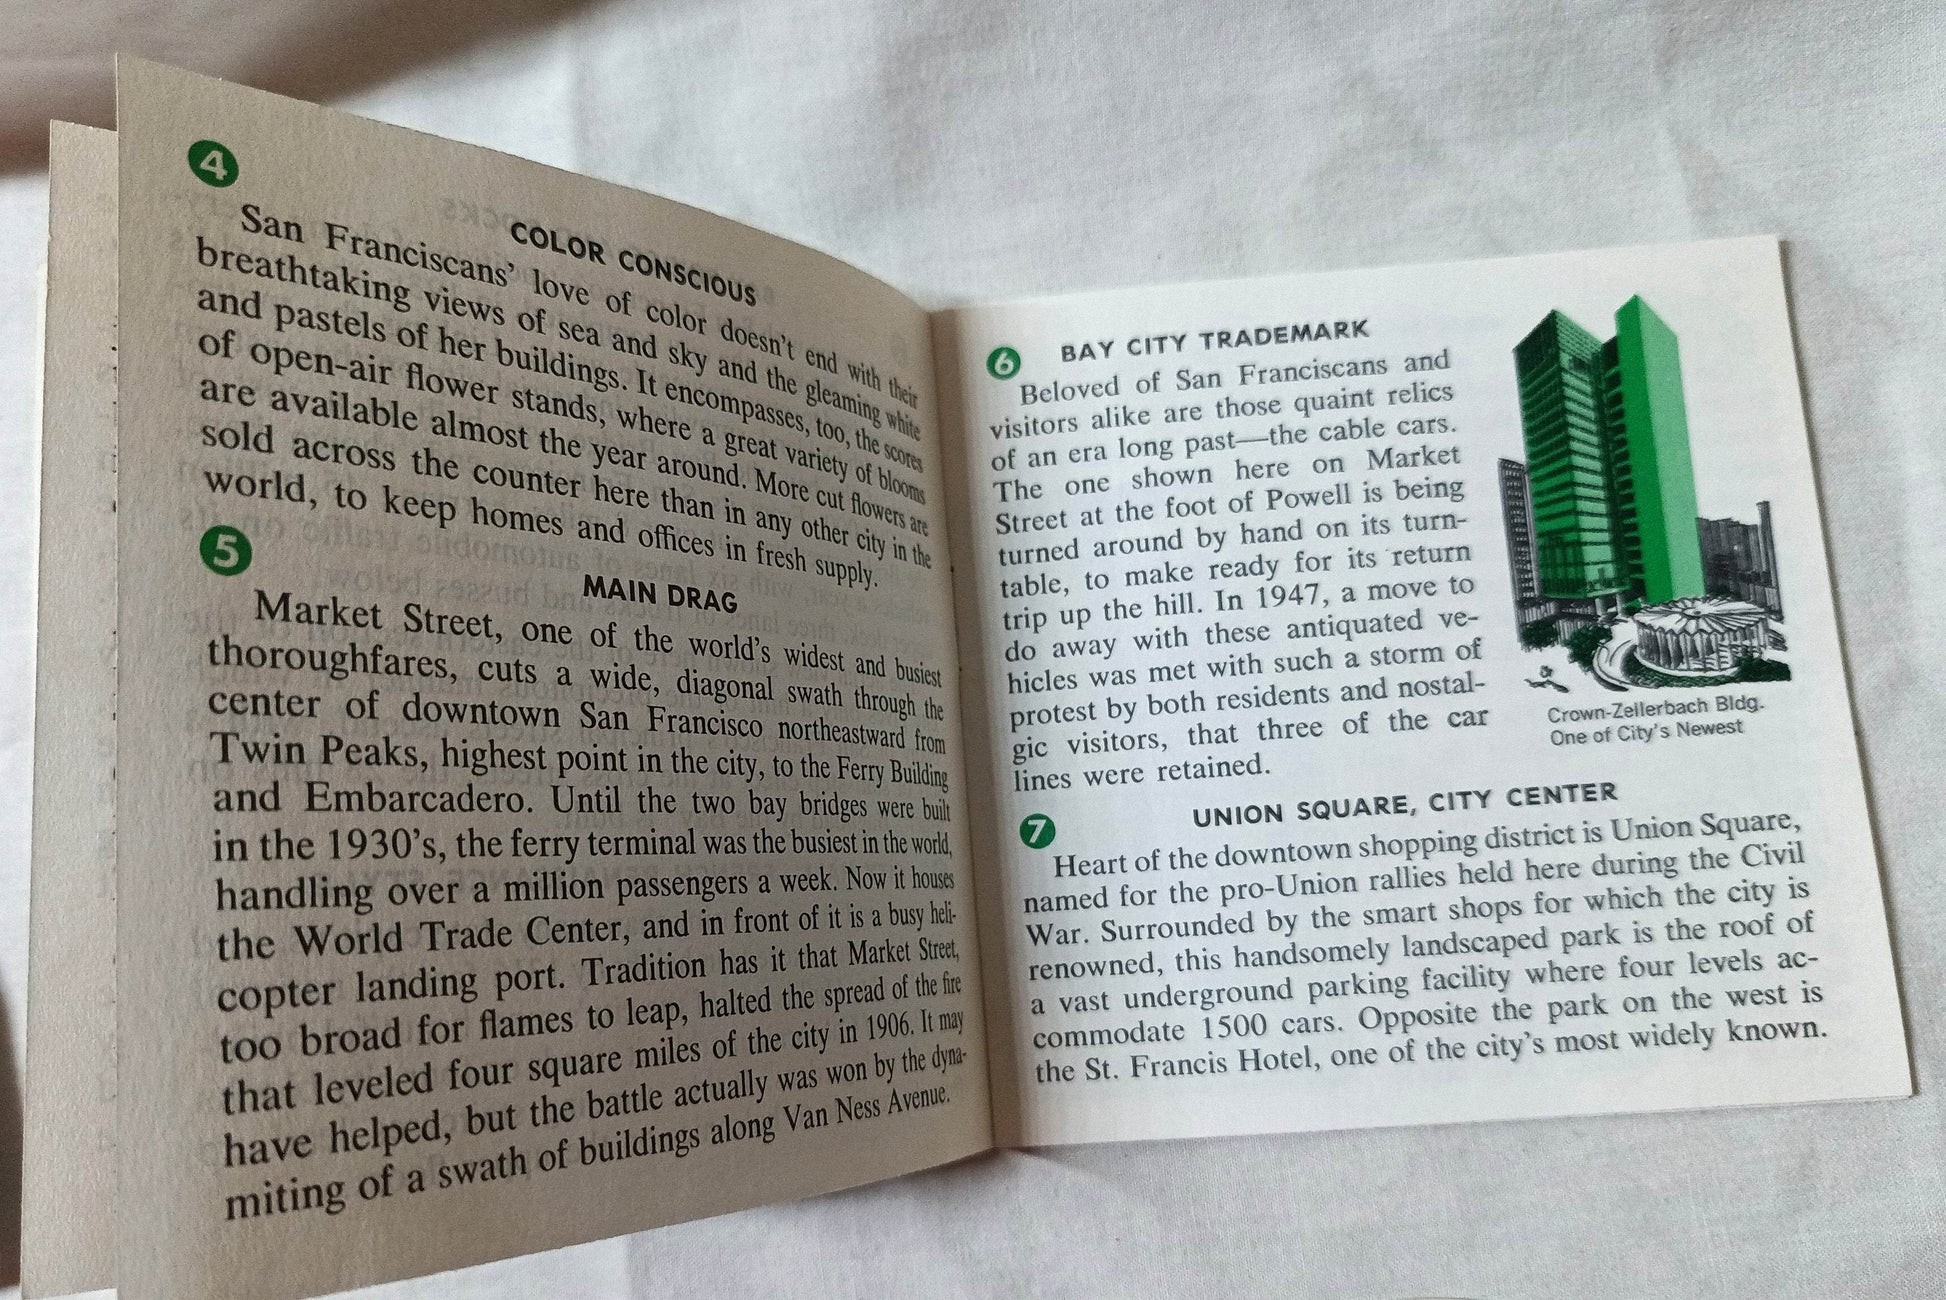 4
COLOR CONSCIOUS
San Franciscans' love of color doesn't end with their
breathtaking views of sea and sky and the gleaming white
and pastels of her buildings. It encompasses, too, the scores
of open-air flower stands, where a great variety of blooms
are available almost the year around. More cut flowers are
sold across the counter here than in any other city in the
world, to keep homes and offices in fresh supply.
5
MAIN DRAG
Market Street, one of the world's widest and busiest
thoroughfares, cuts a wide, diagonal swath through the
center of downtown San Francisco northeastward from
Twin Peaks, highest point in the city, to the Ferry Building
and Embarcadero. Until the two bay bridges were built
in the 1930's, the ferry terminal was the busiest in the world,
handling over a million passengers a week. Now it houses
the World Trade Center, and in front of it is a busy heli-
copter landing port. Tradition has it that Market Street,
too broad for flames to leap, halted the spread of the fire
that leveled four square miles of the city in 1906. It may
have helped, but the battle actually was won by the dyna-
miting of a swath of buildings along Van Ness Avenue.
6 BAY CITY TRADEMARK
Beloved of San Franciscans and
visitors alike are those quaint relics
of an era long past—the cable cars.
The one shown here on Market
Street at the foot of Powell is being
turned around by hand on its turn-
table, to make ready for its return
trip up the hill. In 1947, a move to
do away with these antiquated ve-
hicles was met with such a storm of
protest by both residents and nostal-
gic visitors, that three of the car
lines were retained.
Crown-Zellerbach Bldg.
One of City's Newest
7 UNION SQUARE, CITY CENTER
Heart of the downtown shopping district is Union Square,
named for the pro-Union rallies held here during the Civil
War. Surrounded by the smart shops for which the city is
renowned, this handsomely landscaped park is the roof of
a vast underground parking facility where four levels ac-
commodate 1500 cars. Opposite the park on the west is
the St. Francis Hotel, one of the city's most widely known.